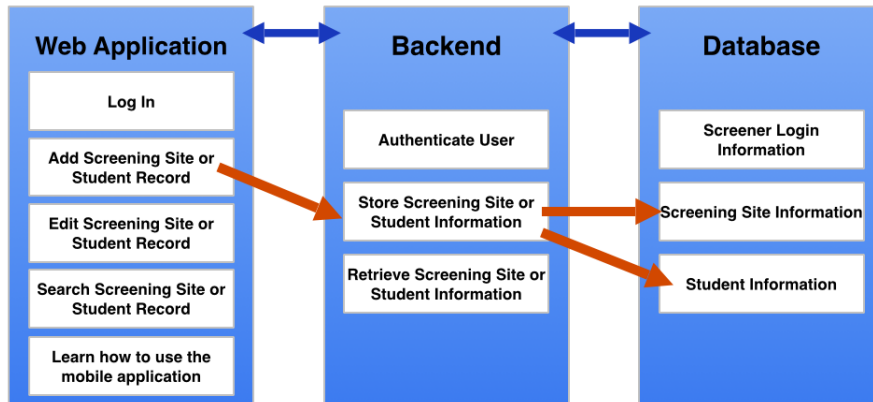 Web Application
Log In
Add Screening Site or
Student Record
Edit Screening Site or
Student Record
Search Screening Site or
Student Record
Learn how to use the
mobile application
Backend
Authenticate User
Store Screening Site or
Student Information
Retrieve Screening Site or
Student Information
Database
Screener Login
Information
Screening Site Information
Student Information